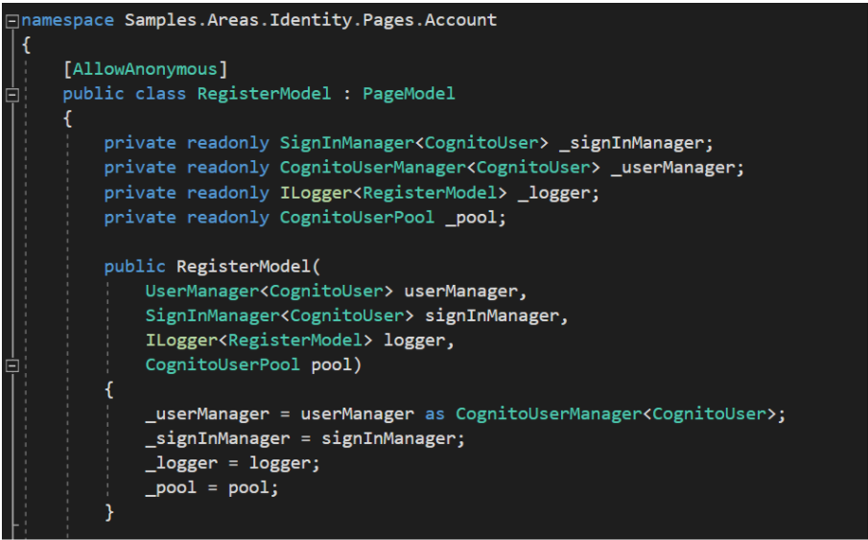 namespace Samples.Areas.Identity.Pages.Account
{
[AllowAnonymous]
public class RegisterModel : PageModel
{
private readonly SignInManager<CognitoUser> _signInManager;
private readonly CognitoUserManager<CognitoUser> _userManager;
private readonly ILogger<RegisterModel> _logger;
private readonly CognitoUserPool _pool;
public RegisterModel(
UserManager<CognitoUser> userManager,
SignInManager<CognitoUser> signInManager,
ILogger<RegisterModel> logger,
CognitoUserPool pool)
{
_userManager = userManager as CognitoUserManager<CognitoUser>;
_signInManager = signInManager;
_logger = logger;
_pool = pool;
}